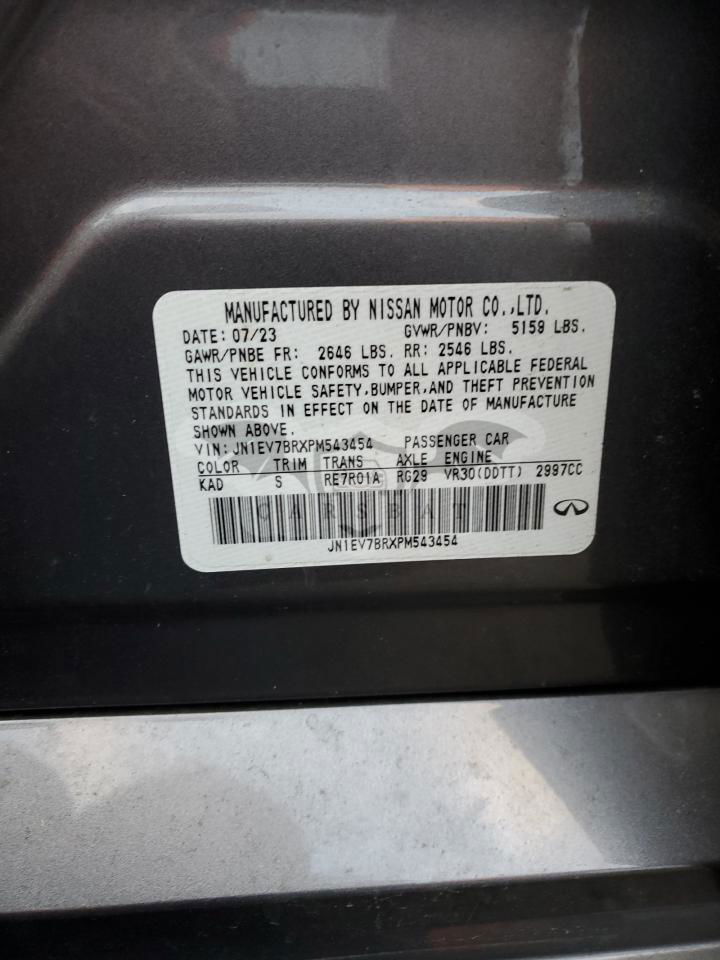 MANUFACTURED BY NISSAN MOTOR CO.,LTD.
DATE: 07/23 GVWR/PNBV: 5159 LBS.
GAWR/PNBE FR: 2646 LBS. RR: 2546 LBS.
THIS VEHICLE CONFORMS TO ALL APPLICABLE FEDERAL
MOTOR VEHICLE SAFETY,BUMPER,AND THEFT PREVENTION
STANDARDS IN EFFECT ON THE DATE OF MANUFACTURE
SHOWN ABOVE.
VIN:JN1EV7BRXPM543454 PASSENGER CAR
COLOR TRIM TRANS AXLE ENGINE
KAD S RE7R01A RG29 VR30(DDTT) 2997CC
CARSBAT
JN1EV7BRXPM543454